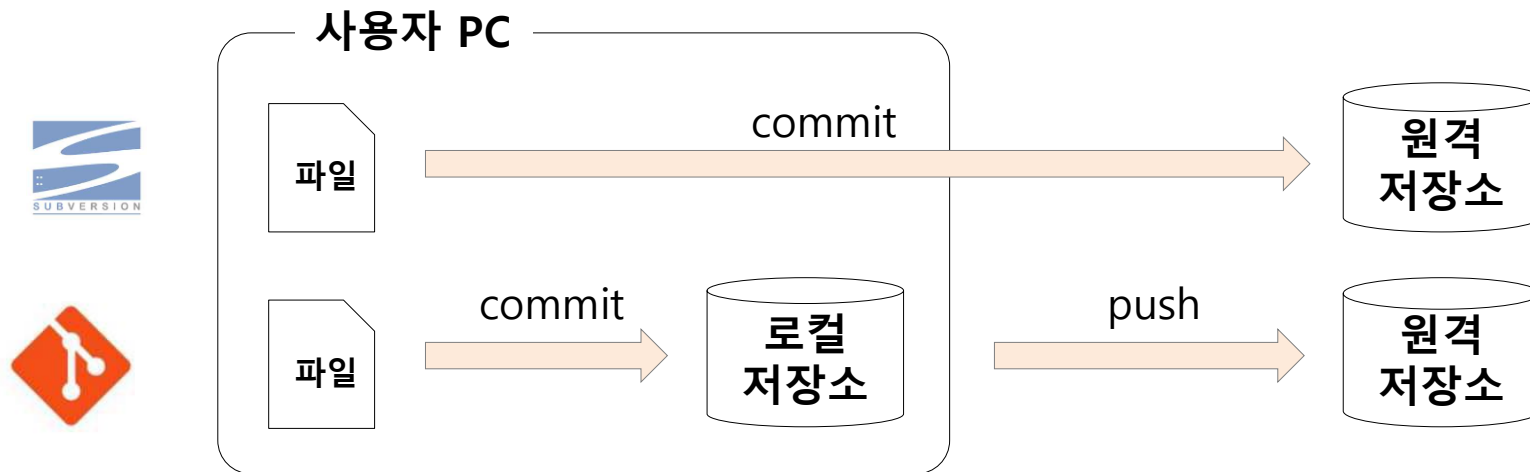 사용자 PC
commit
파일
원격
저장소
SUBVERSION
commit
push
파일
로컬
저장소
원격
저장소